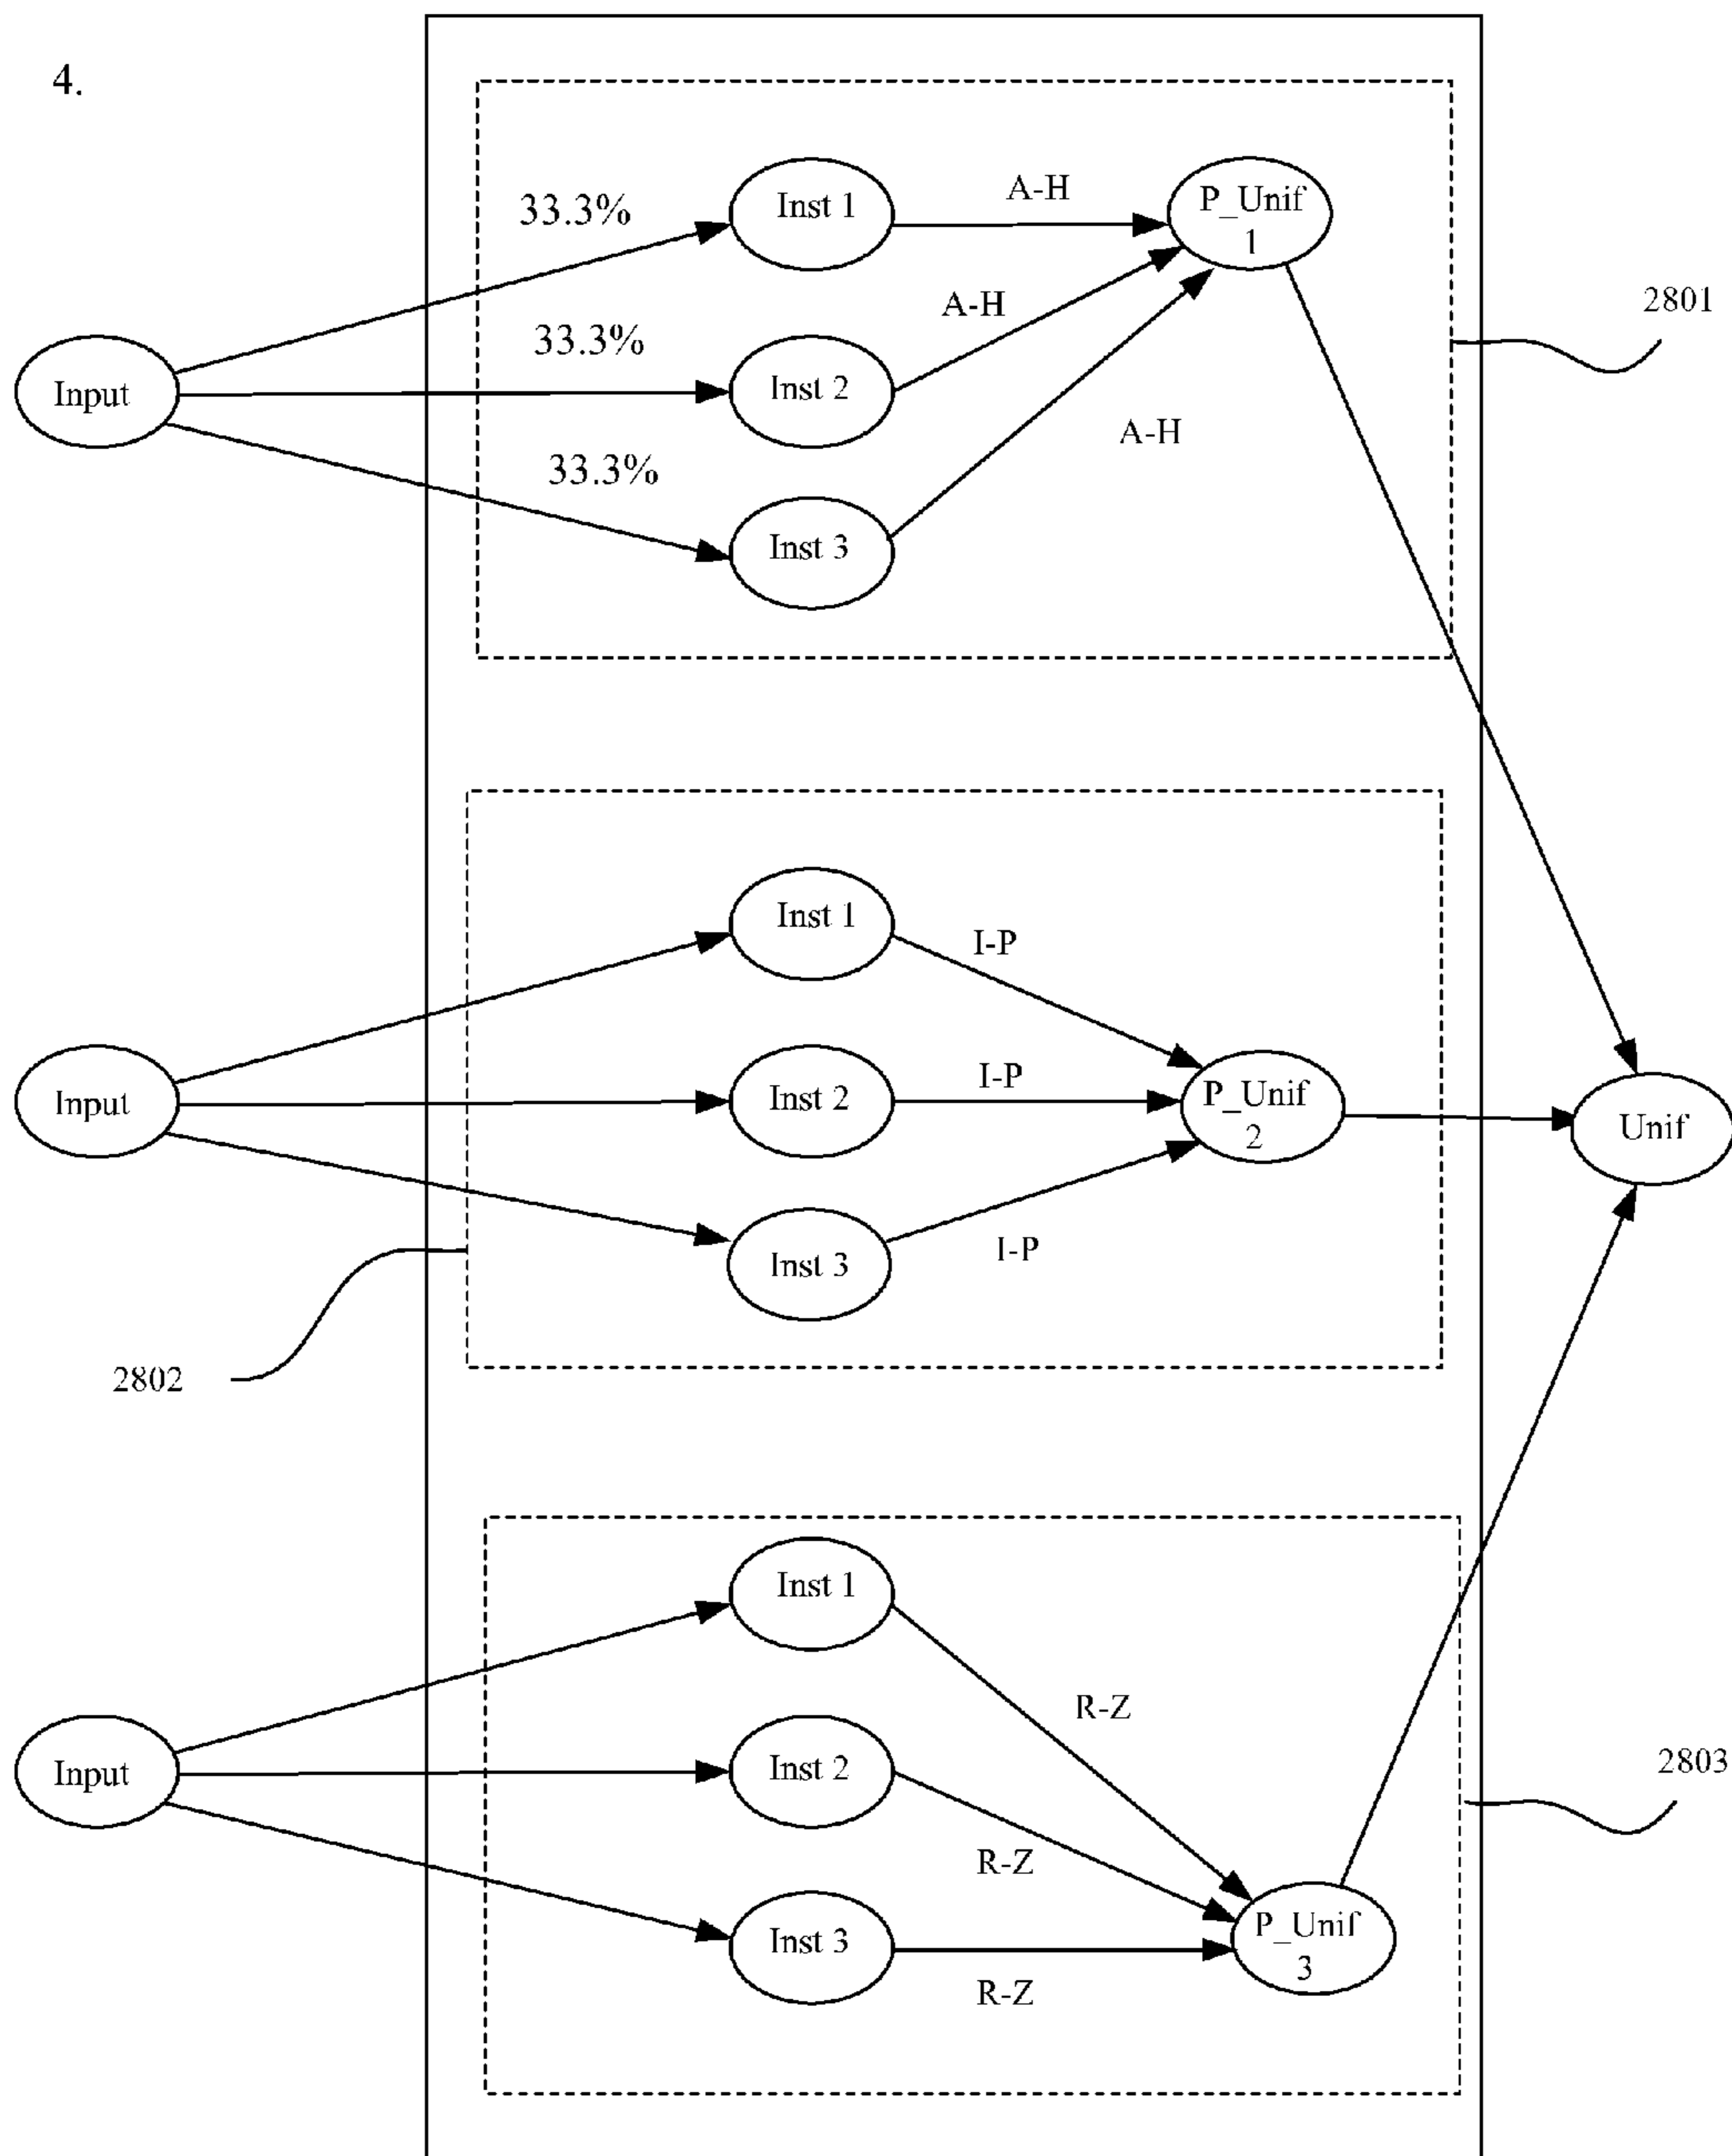 4.
33.3%
Inst 1
A-H
P_Unif
1
2801
33.3%
A-H
Input
Inst 2
A-H
33.3%
Inst 3
Inst 1
I-P
Input
Inst 2
I-P
P_Unif
2
Unif
Inst 3
I-P
2802
Inst 1
R-Z
Input
Inst 2
2803
R-Z
Inst 3
P_Unif
3
R-Z